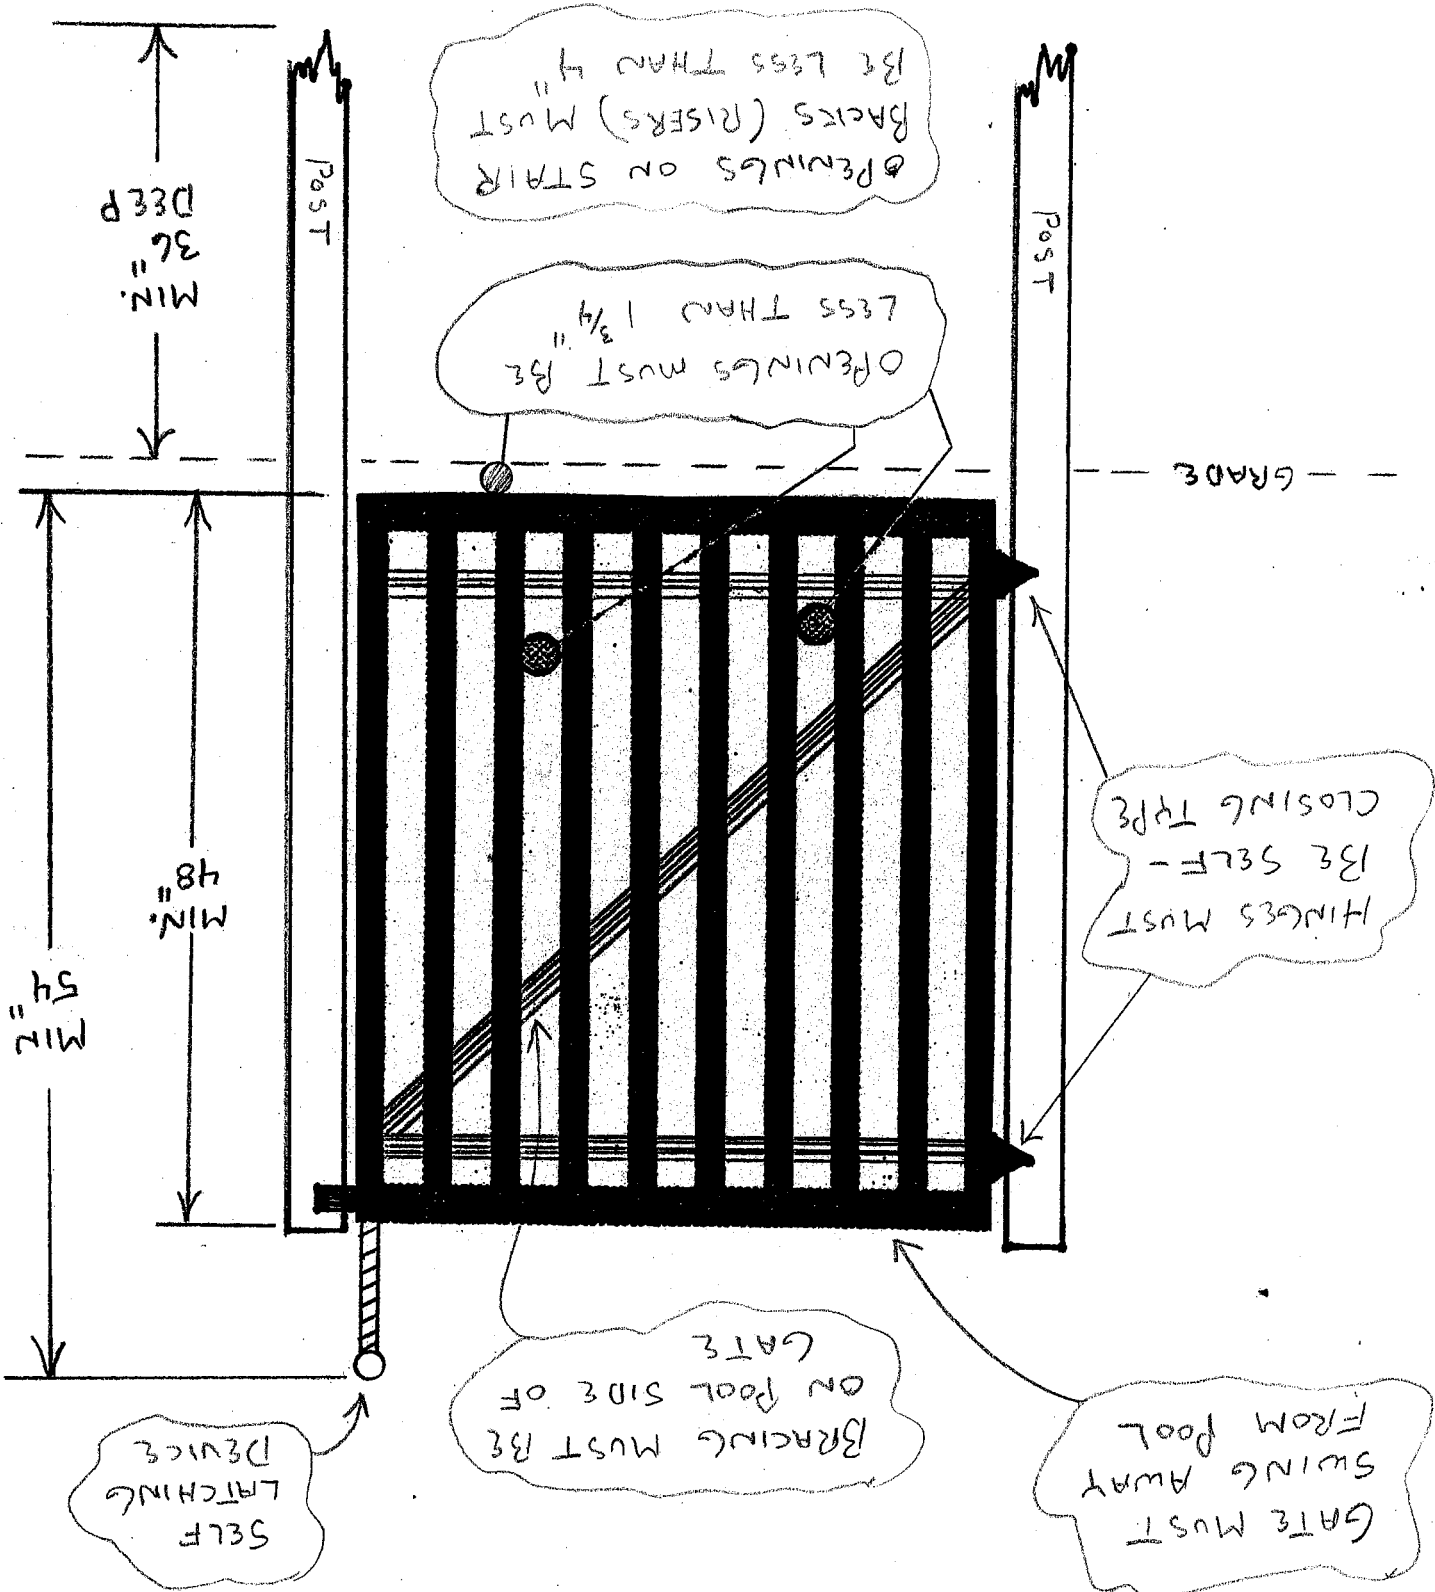 GATE MUST
SWING AWAY
FROM POOL
BRACING MUST BE
ON POOL SIDE OF
GATE
SELF
LATCHING
DEVICE
HINGES MUST
BE SELF-
CLOSING TYPE
MIN. 48"
MIN 54"
GRADE
OPENINGS MUST BE
LESS THAN 1 3/4"
POST
POST
MIN.
36"
DEEP
OPENINGS ON STAIR
BACKS (RISERS) MUST
BE LESS THAN 4"